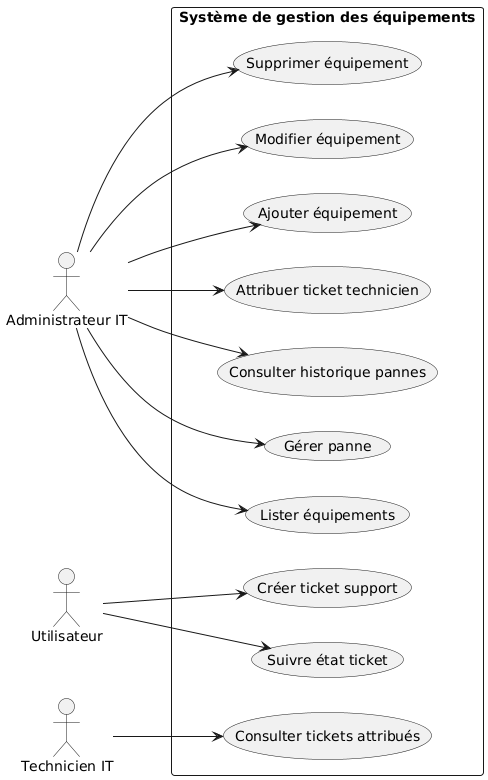 Système de gestion des équipements
Supprimer équipement
Modifier équipement
Ajouter équipement
Attribuer ticket technicien
Administrateur IT
Consulter historique pannes
Gérer panne
Lister équipements
Créer ticket support
Utilisateur
Suivre état ticket
Consulter tickets attribués
Technicien IT